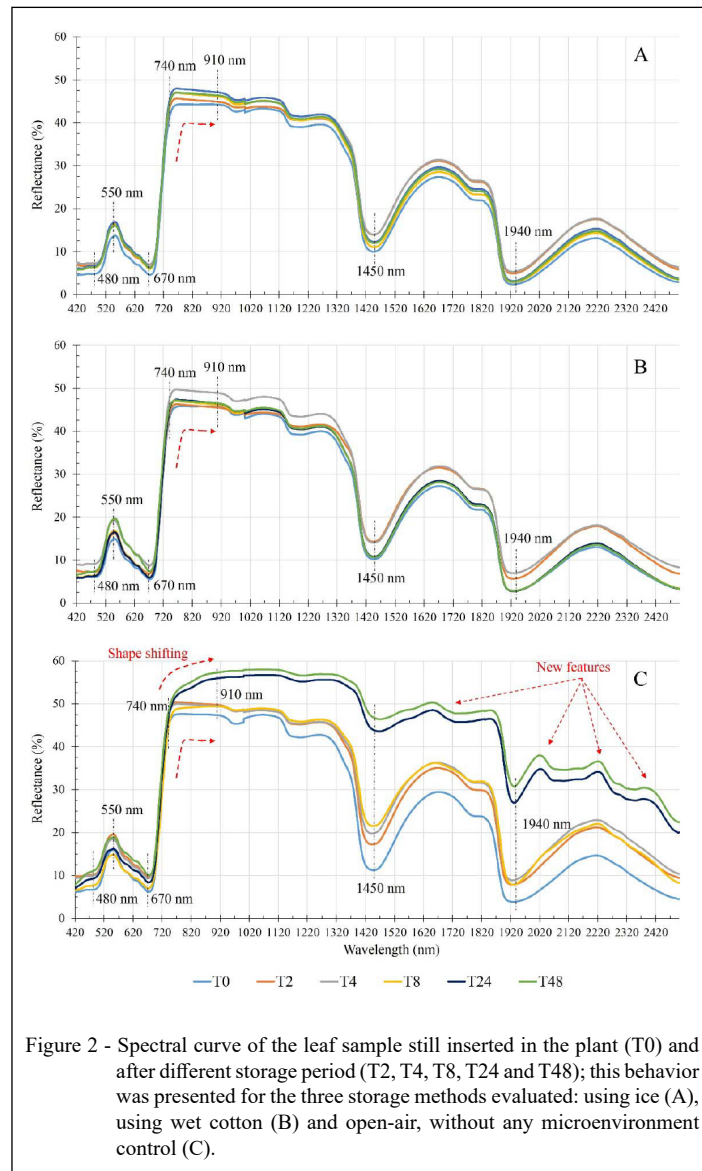 60
50
40
30
20
10
0
Reflectance (%)
A
740 nm
910 nm
550 nm
480 nm
670 nm
1450 nm
1940 nm
420 520 620 720 820 920 1020 1120 1220 1320 1420 1520 1620 1720 1820 1920 2020 2120 2220 2320 2420
60
50
40
30
20
10
0
Reflectance (%)
B
740 nm
910 nm
550 nm
480 nm
670 nm
1450 nm
1940 nm
420 520 620 720 820 920 1020 1120 1220 1320 1420 1520 1620 1720 1820 1920 2020 2120 2220 2320 2420
60
50
40
30
20
10
0
Reflectance (%)
C
Shape shifting
New features
740 nm
910 nm
550 nm
480 nm
670 nm
1450 nm
1940 nm
420 520 620 720 820 920 1020 1120 1220 1320 1420 1520 1620 1720 1820 1920 2020 2120 2220 2320 2420
Wavelength (nm)
T0 T2 T4 T8 T24 T48
Figure 2 - Spectral curve of the leaf sample still inserted in the plant (T0) and
after different storage period (T2, T4, T8, T24 and T48); this behavior
was presented for the three storage methods evaluated: using ice (A),
using wet cotton (B) and open-air, without any microenvironment
control (C).